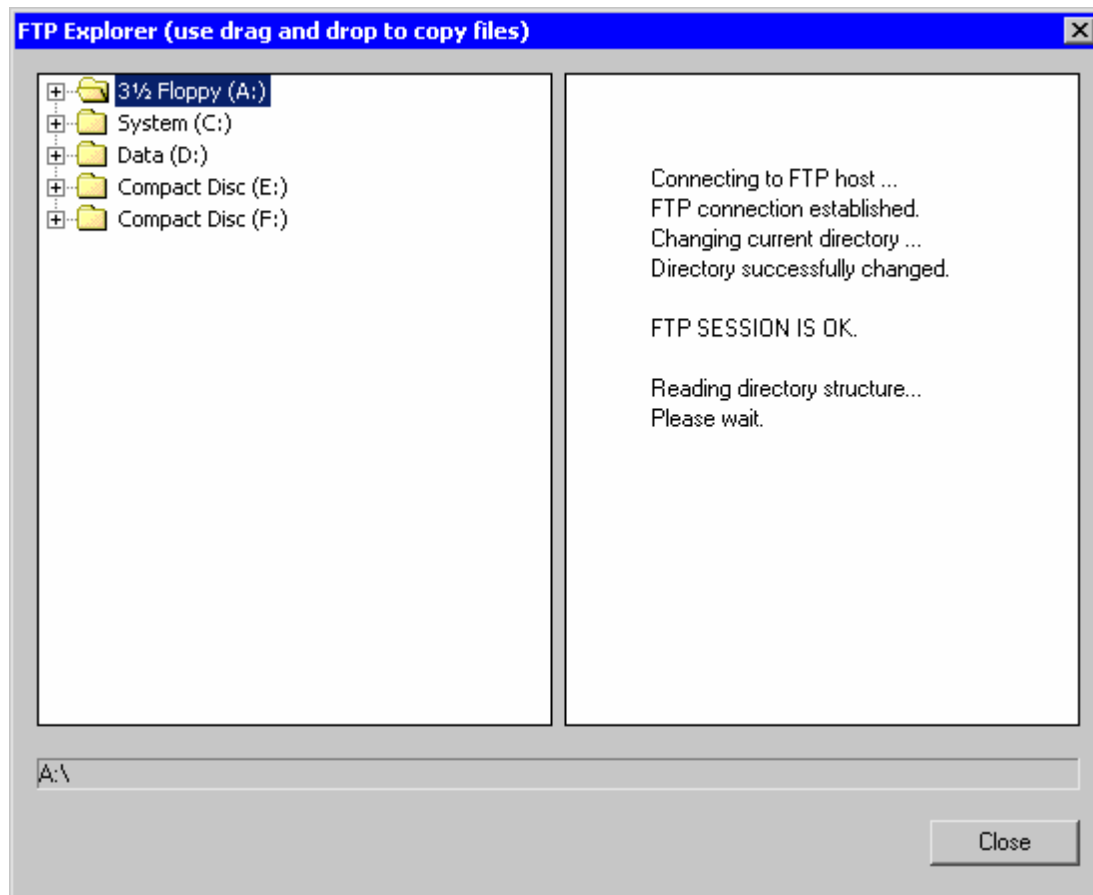 FTP Explorer (use drag and drop to copy files)
3½ Floppy (A:)
System (C:)
Data (D:)
Compact Disc (E:)
Compact Disc (F:)
Connecting to FTP host ...
FTP connection established.
Changing current directory ...
Directory successfully changed.
FTP SESSION IS OK.
Reading directory structure...
Please wait.
A:\
Close